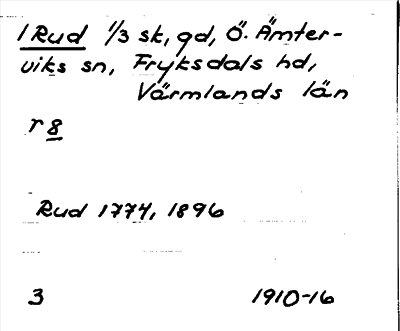 1 Rud 1/3 sk, gd, Ö. Ämter-
viks sn, Fryksdals hd,
Värmlands län
r 8
Rud 1774, 1896
3 1910-16